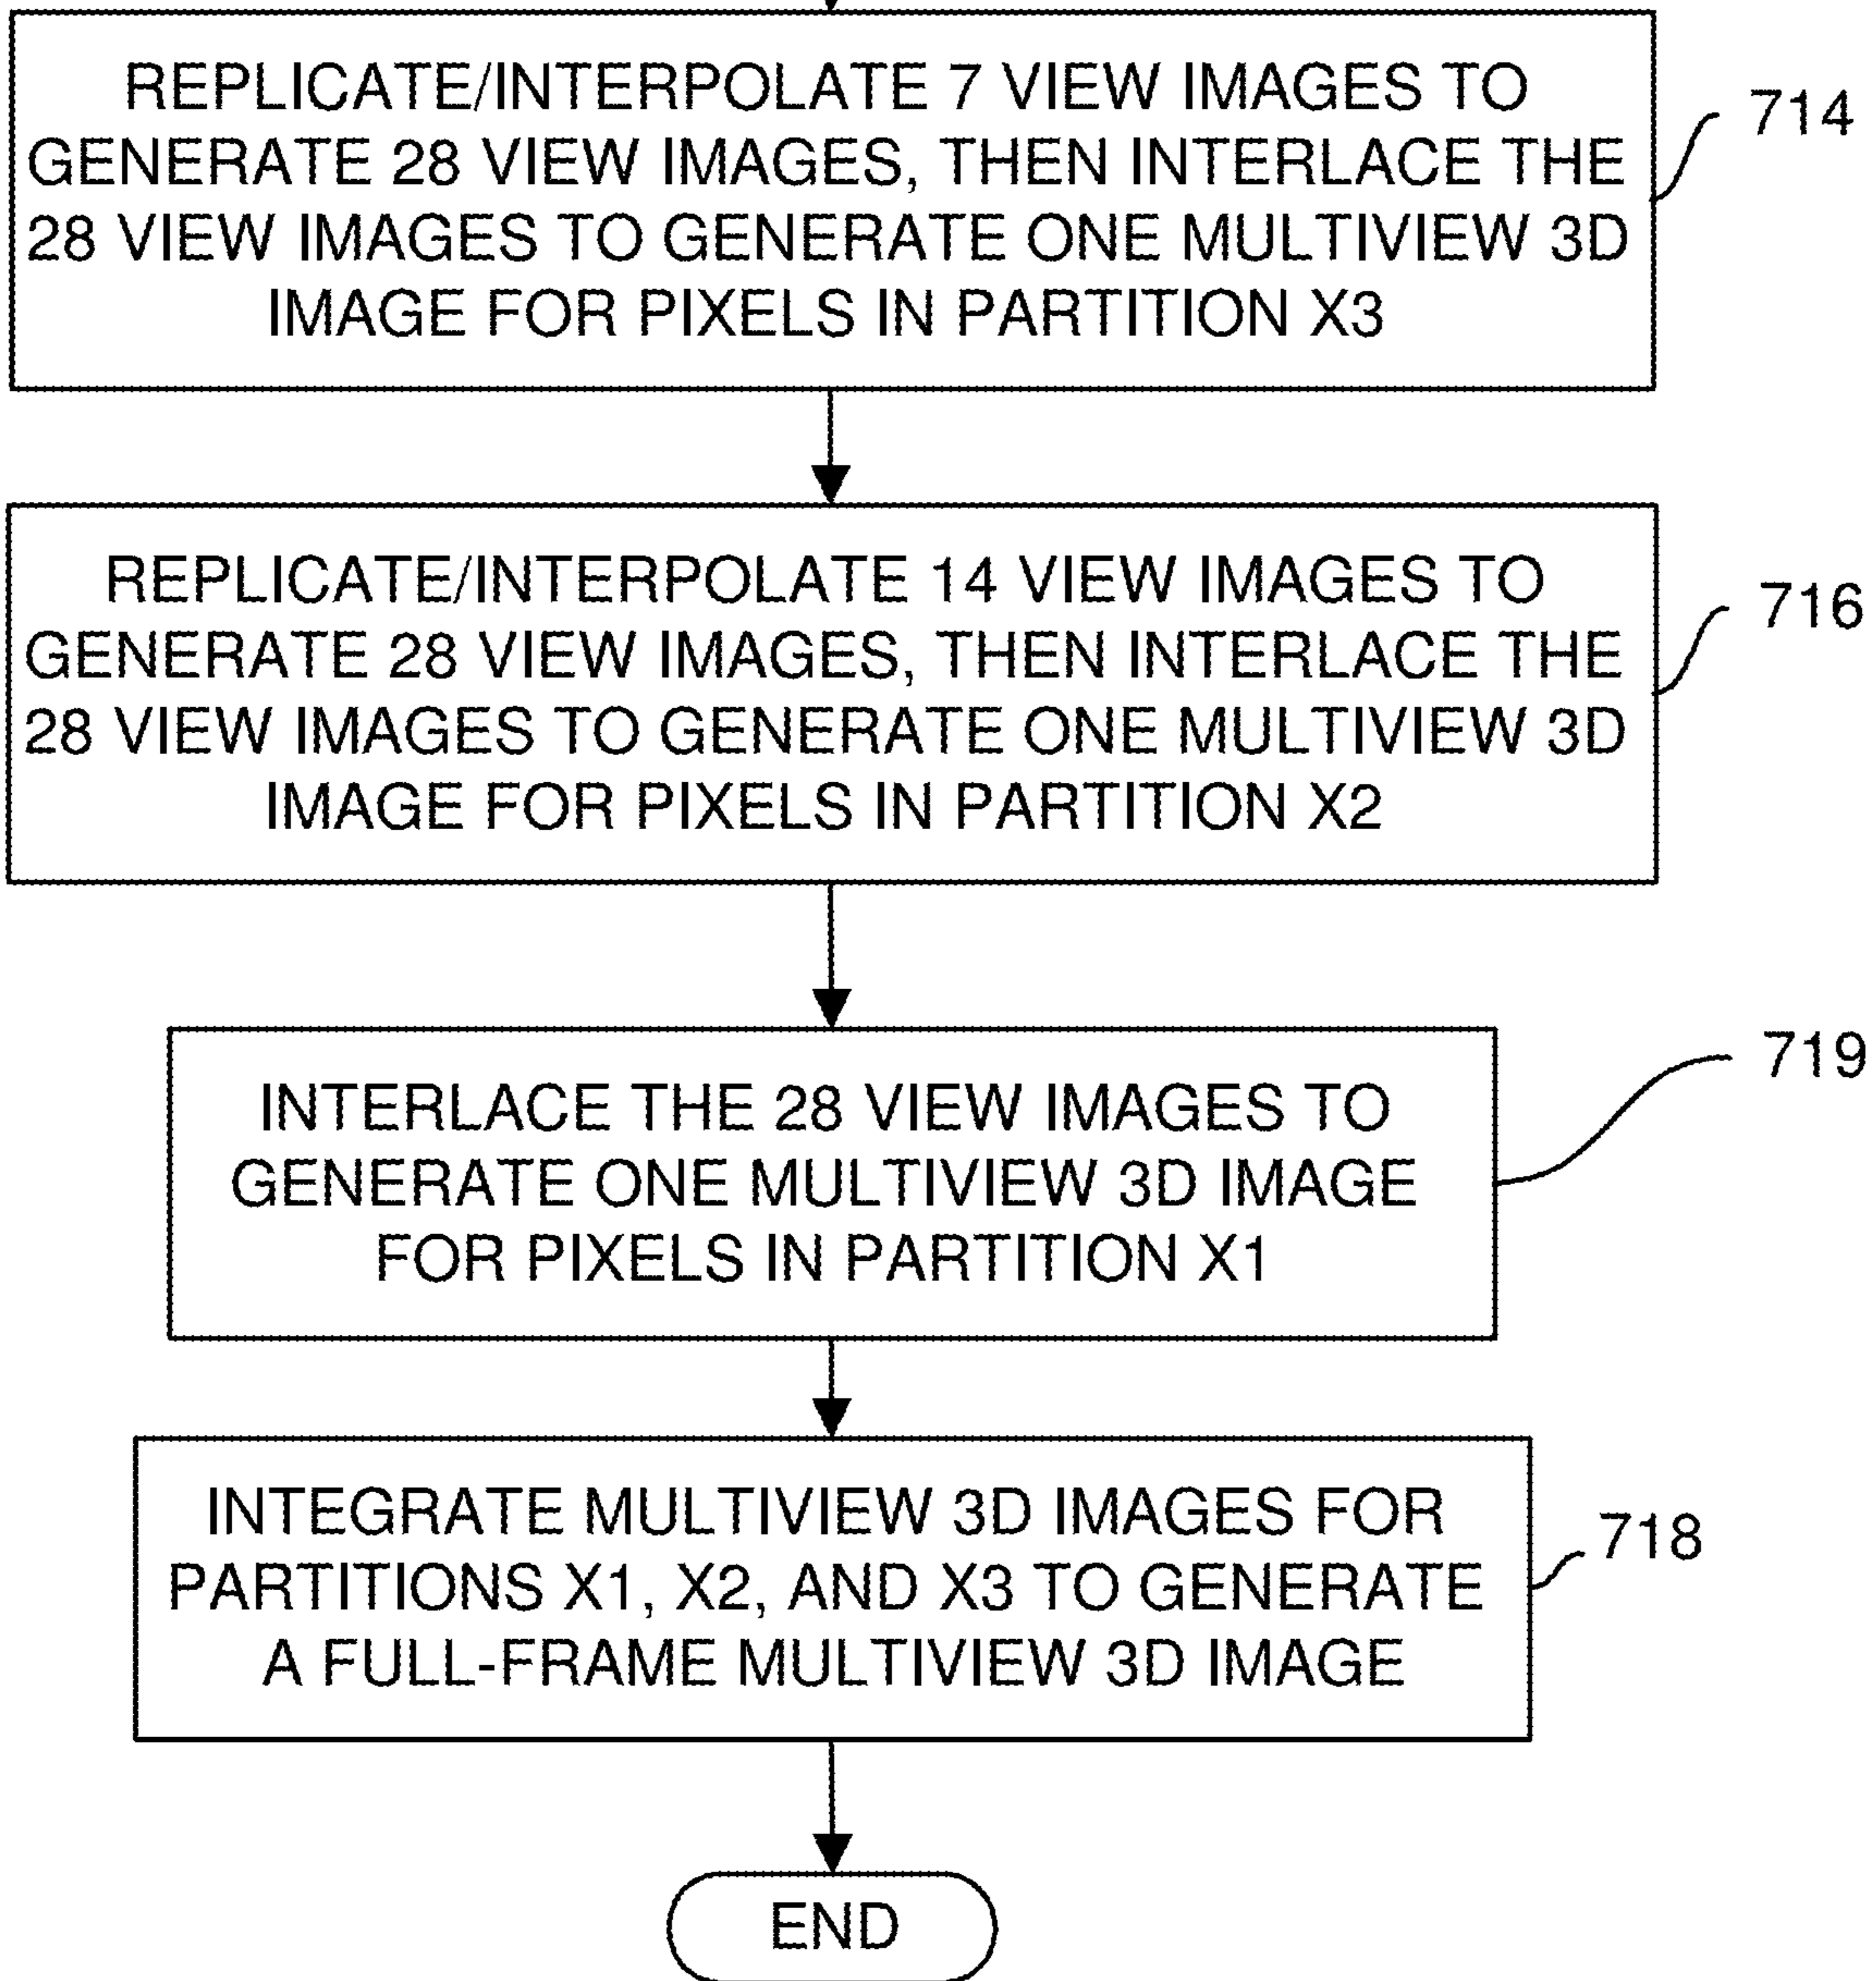 REPLICATE/INTERPOLATE 7 VIEW IMAGES TO
GENERATE 28 VIEW IMAGES, THEN INTERLACE THE
28 VIEW IMAGES TO GENERATE ONE MULTIVIEW 3D
IMAGE FOR PIXELS IN PARTITION X3
714
REPLICATE/INTERPOLATE 14 VIEW IMAGES TO
GENERATE 28 VIEW IMAGES, THEN INTERLACE THE
28 VIEW IMAGES TO GENERATE ONE MULTIVIEW 3D
IMAGE FOR PIXELS IN PARTITION X2
716
INTERLACE THE 28 VIEW IMAGES TO
GENERATE ONE MULTIVIEW 3D IMAGE
FOR PIXELS IN PARTITION X1
719
INTEGRATE MULTIVIEW 3D IMAGES FOR
PARTITIONS X1, X2, AND X3 TO GENERATE
A FULL-FRAME MULTIVIEW 3D IMAGE
718
END